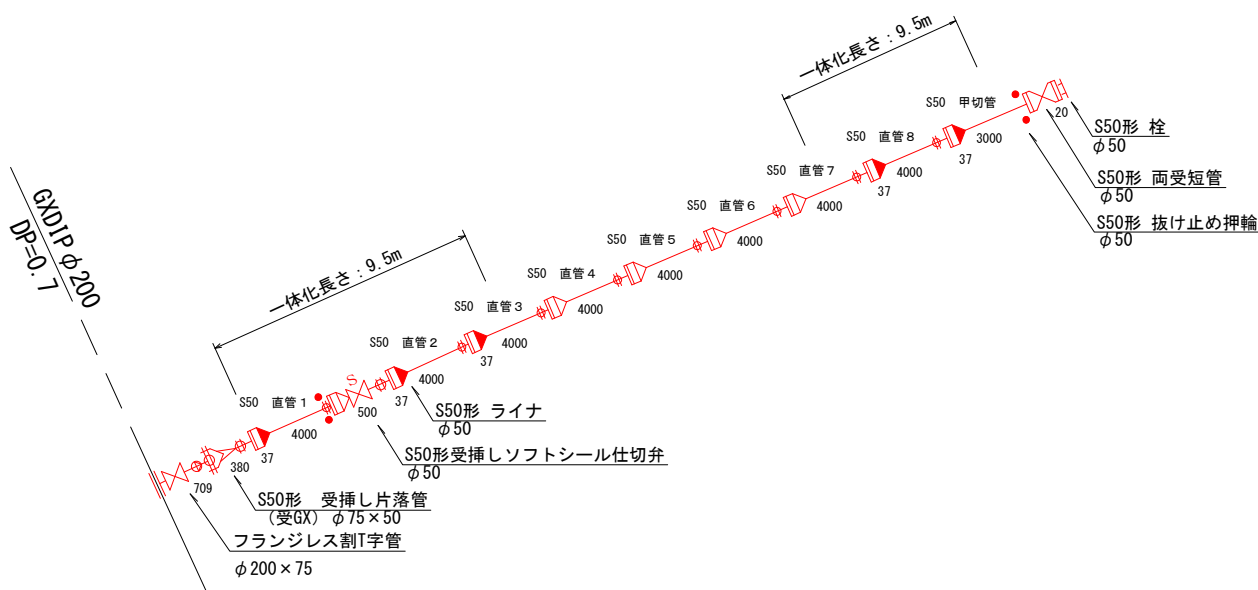 一体化長さ：9.5m
S50 甲切管
20
S50形 栓
φ50
S50 直管８
3000
37
S50形 両受短管
φ50
S50 直管７
4000
37
S50形 抜け止め押輪
φ50
S50 直管６
4000
S50 直管５
4000
S50 直管４
4000
S50 直管３
4000
一体化長さ：9.5m
S50 直管２
4000
37
S50 直管１
4000
37
S
500
4000
37
S50形 ライナ
φ50
S50形受挿しソフトシール仕切弁
φ50
GXDIPφ200
DP=0.7
380
709
S50形 受挿し片落管
（受GX）φ75×50
フランジレス割T字管
φ200×75